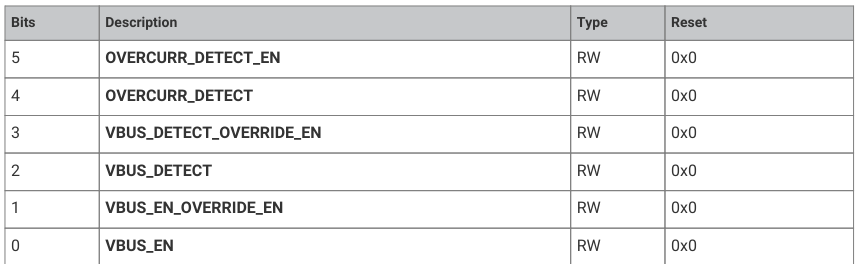 Bits Description Type Reset
5 OVERCURR_DETECT_EN RW 0x0
4 OVERCURR_DETECT RW 0x0
3 VBUS_DETECT_OVERRIDE_EN RW 0x0
2 VBUS_DETECT RW 0x0
1 VBUS_EN_OVERRIDE_EN RW 0x0
0 VBUS_EN RW 0x0